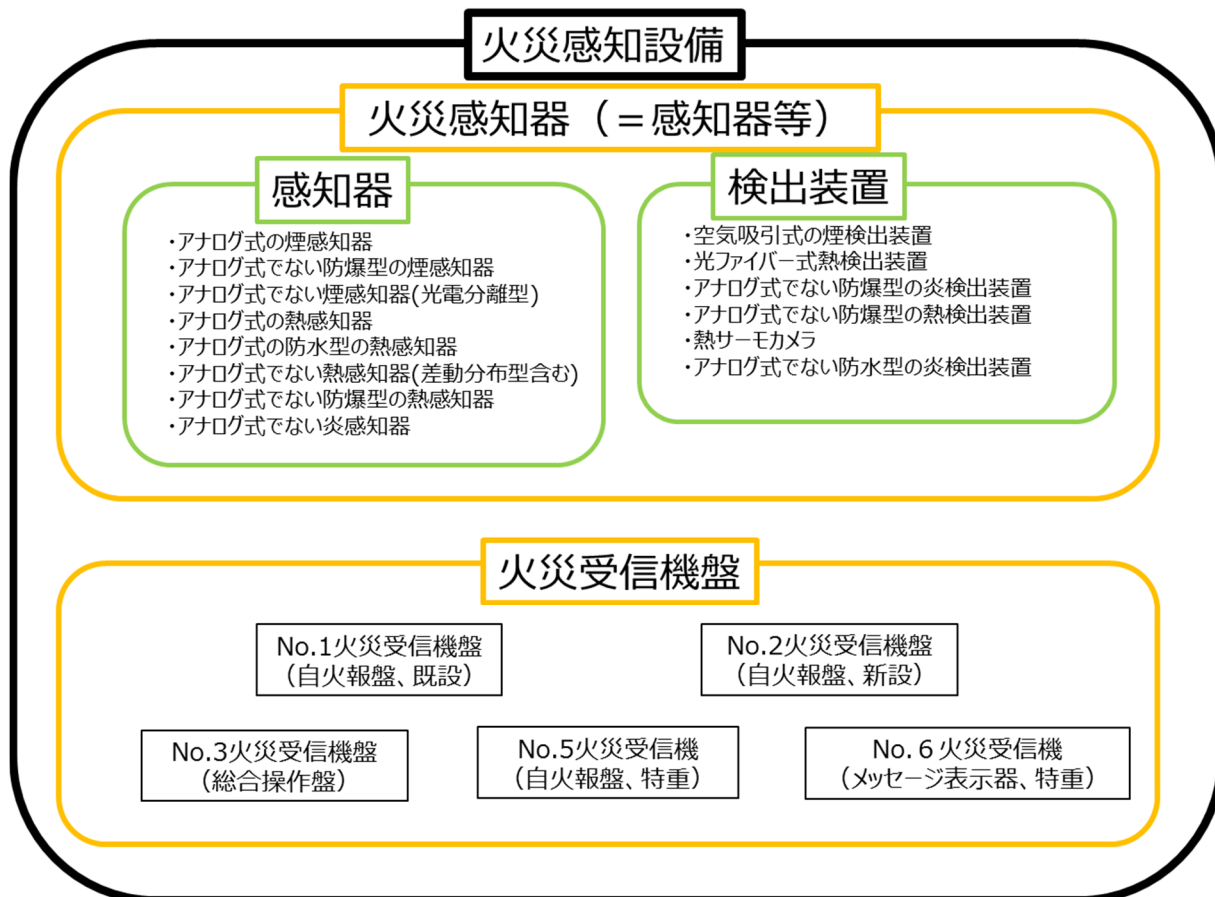 火災感知設備
火災感知器（＝感知器等）
感知器
・アナログ式の煙感知器
・アナログ式でない防爆型の煙感知器
・アナログ式でない煙感知器(光電分離型)
・アナログ式の熱感知器
・アナログ式の防水型の熱感知器
・アナログ式でない熱感知器(差動分布型含む)
・アナログ式でない防爆型の熱感知器
・アナログ式でない炎感知器
検出装置
・空気吸引式の煙検出装置
・光ファイバー式熱検出装置
・アナログ式でない防爆型の炎検出装置
・アナログ式でない防爆型の熱検出装置
・熱サーモカメラ
・アナログ式でない防水型の炎検出装置
火災受信機盤
No.1火災受信機盤
（自火報盤、既設）
No.2火災受信機盤
（自火報盤、新設）
No.3火災受信機盤
（総合操作盤）
No.5火災受信機
（自火報盤、特重）
No.６火災受信機
（メッセージ表示器、特重）